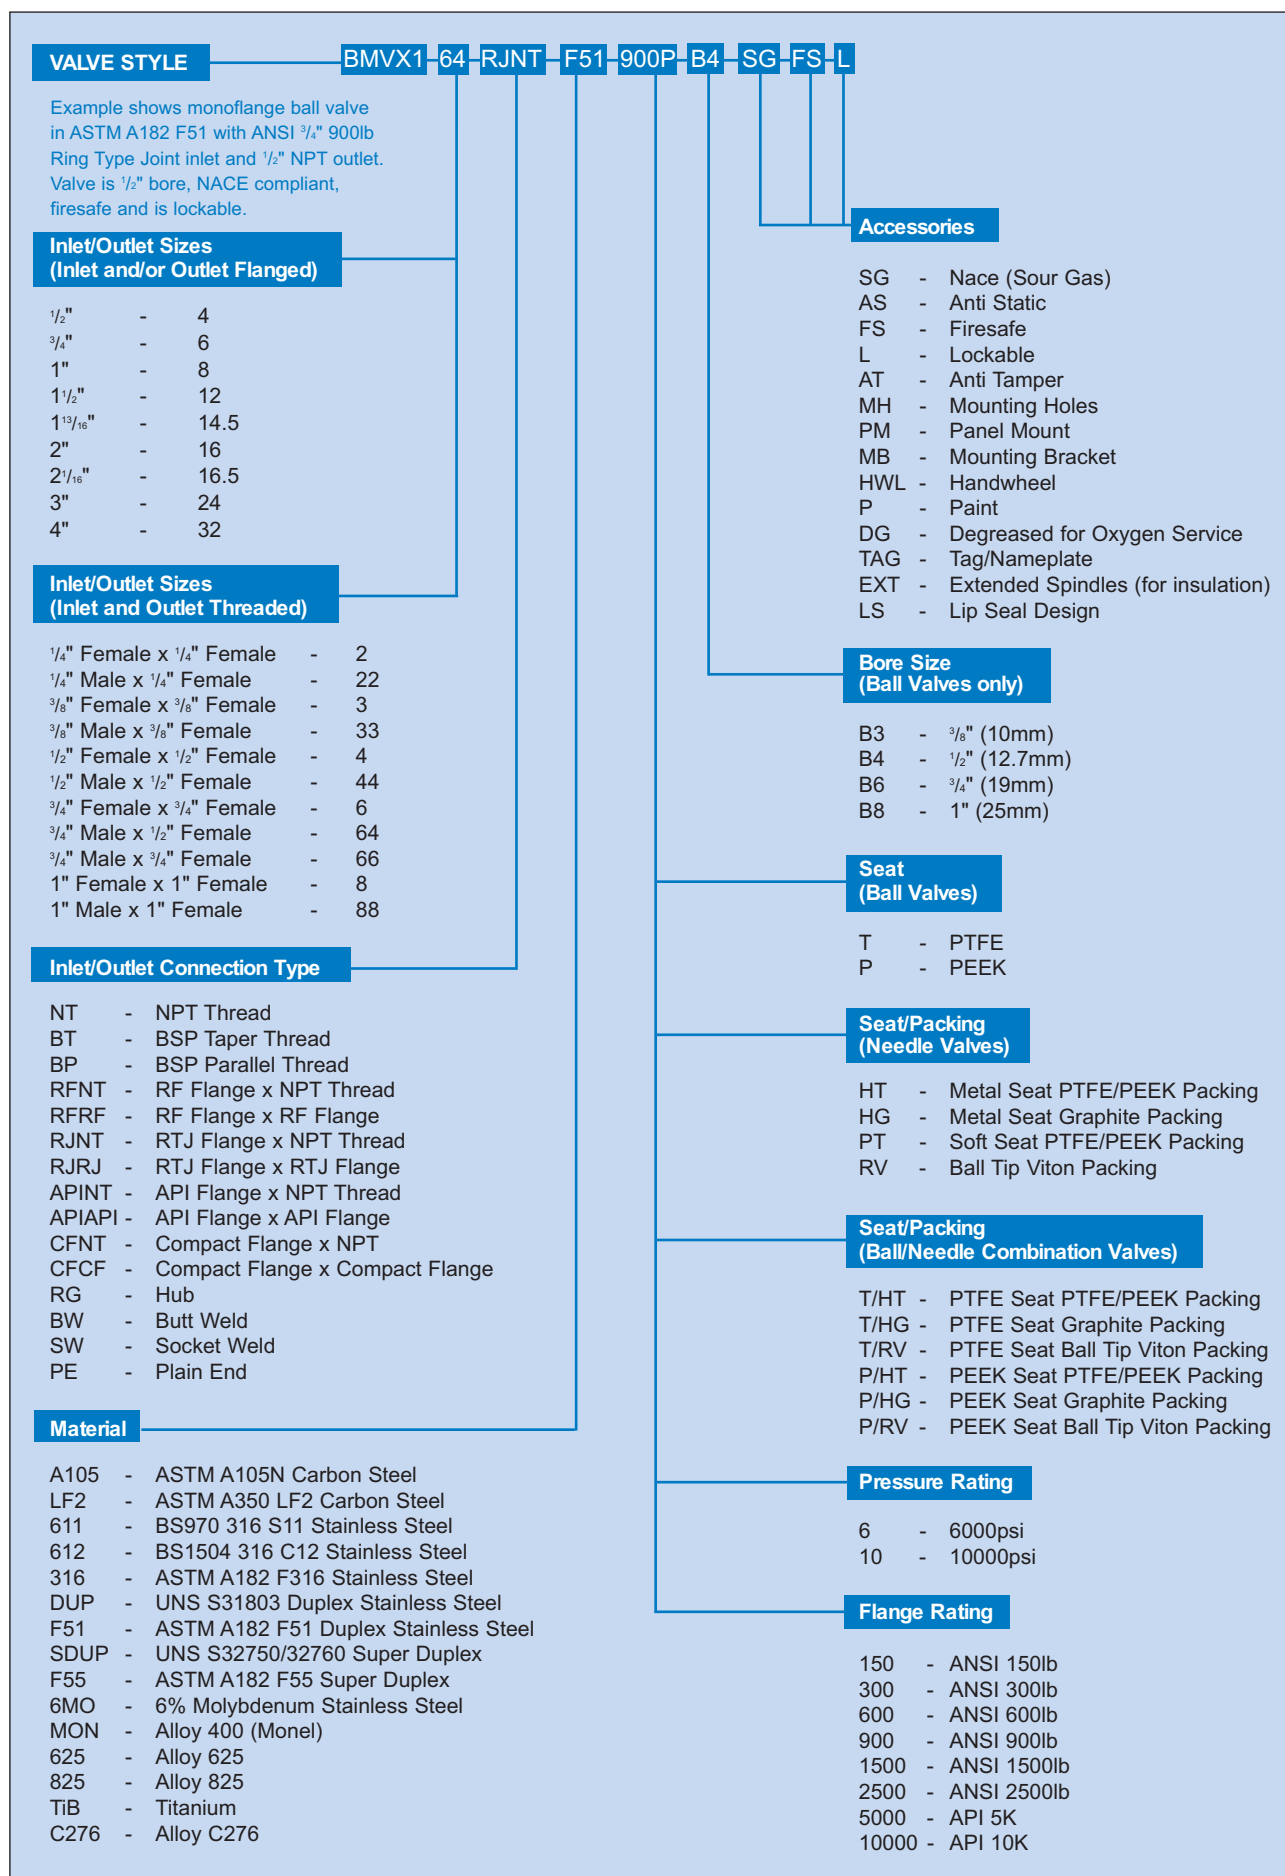 VALVE STYLE
BMVX1 64 RJNT F51 900P B4 SG FS L
Example shows monoflange ball valve
in ASTM A182 F51 with ANSI 3/4" 900lb
Ring Type Joint inlet and 1/2" NPT outlet.
Valve is 1/2" bore, NACE compliant,
firesafe and is lockable.
Inlet/Outlet Sizes
(Inlet and/or Outlet Flanged)
1/2" - 4
3/4" - 6
1" - 8
1 1/2" - 12
1 13/16" - 14.5
2" - 16
2 1/16" - 16.5
3" - 24
4" - 32
Inlet/Outlet Sizes
(Inlet and Outlet Threaded)
1/4" Female x 1/4" Female - 2
1/4" Male x 1/4" Female - 22
3/8" Female x 3/8" Female - 3
3/8" Male x 3/8" Female - 33
1/2" Female x 1/2" Female - 4
1/2" Male x 1/2" Female - 44
3/4" Female x 3/4" Female - 6
3/4" Male x 1/2" Female - 64
3/4" Male x 3/4" Female - 66
1" Female x 1" Female - 8
1" Male x 1" Female - 88
Inlet/Outlet Connection Type
NT - NPT Thread
BT - BSP Taper Thread
BP - BSP Parallel Thread
RFNT - RF Flange x NPT Thread
RFRF - RF Flange x RF Flange
RJNT - RTJ Flange x NPT Thread
RJRJ - RTJ Flange x RTJ Flange
APINT - API Flange x NPT Thread
APIAPI - API Flange x API Flange
CFNT - Compact Flange x NPT
CFCF - Compact Flange x Compact Flange
RG - Hub
BW - Butt Weld
SW - Socket Weld
PE - Plain End
Material
A105 - ASTM A105N Carbon Steel
LF2 - ASTM A350 LF2 Carbon Steel
611 - BS970 316 S11 Stainless Steel
612 - BS1504 316 C12 Stainless Steel
316 - ASTM A182 F316 Stainless Steel
DUP - UNS S31803 Duplex Stainless Steel
F51 - ASTM A182 F51 Duplex Stainless Steel
SDUP - UNS S32750/32760 Super Duplex
F55 - ASTM A182 F55 Super Duplex
6MO - 6% Molybdenum Stainless Steel
MON - Alloy 400 (Monel)
625 - Alloy 625
825 - Alloy 825
TiB - Titanium
C276 - Alloy C276
Accessories
SG - Nace (Sour Gas)
AS - Anti Static
FS - Firesafe
L - Lockable
AT - Anti Tamper
MH - Mounting Holes
PM - Panel Mount
MB - Mounting Bracket
HWL - Handwheel
P - Paint
DG - Degreased for Oxygen Service
TAG - Tag/Nameplate
EXT - Extended Spindles (for insulation)
LS - Lip Seal Design
Bore Size
(Ball Valves only)
B3 - 3/8" (10mm)
B4 - 1/2" (12.7mm)
B6 - 3/4" (19mm)
B8 - 1" (25mm)
Seat
(Ball Valves)
T - PTFE
P - PEEK
Seat/Packing
(Needle Valves)
HT - Metal Seat PTFE/PEEK Packing
HG - Metal Seat Graphite Packing
PT - Soft Seat PTFE/PEEK Packing
RV - Ball Tip Viton Packing
Seat/Packing
(Ball/Needle Combination Valves)
T/HT - PTFE Seat PTFE/PEEK Packing
T/HG - PTFE Seat Graphite Packing
T/RV - PTFE Seat Ball Tip Viton Packing
P/HT - PEEK Seat PTFE/PEEK Packing
P/HG - PEEK Seat Graphite Packing
P/RV - PEEK Seat Ball Tip Viton Packing
Pressure Rating
6 - 6000psi
10 - 10000psi
Flange Rating
150 - ANSI 150lb
300 - ANSI 300lb
600 - ANSI 600lb
900 - ANSI 900lb
1500 - ANSI 1500lb
2500 - ANSI 2500lb
5000 - API 5K
10000 - API 10K